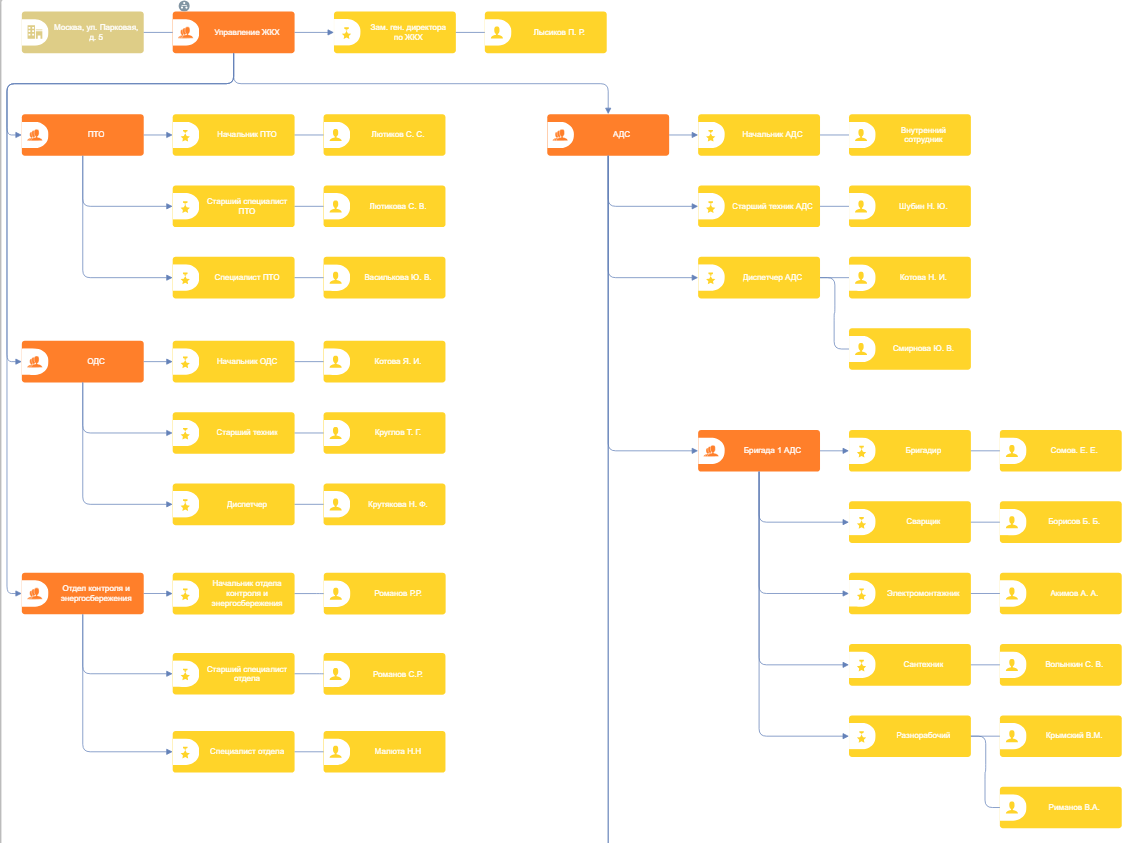 Москва, ул. Парковая,
д. 5
Управление ЖКХ
Зам. ген. директора
по ЖКХ
Лысиков П. Р.
ПТО
Начальник ПТО
Лютиков С. С.
Старший специалист
ПТО
Лютикова С. В.
Специалист ПТО
Василькова Ю. В.
ОДС
Начальник ОДС
Котова Я. И.
Старший техник
Круглов Т. Г.
Диспетчер
Крутикова Н. Ф.
Отдел контроля и
энергосбережения
Начальник отдела
контроля и
энергосбережения
Романов Р.Р.
Старший специалист
отдела
Романов С.Р.
Специалист отдела
Малюта Н.Н
АДС
Начальник АДС
Внутренний
сотрудник
Старший техник АДС
Шубин Н. Ю.
Диспетчер АДС
Котова Н. И.
Смирнова Ю. В.
Бригада 1 АДС
Бригадир
Сомов. Е. Е.
Сварщик
Борисов Б. Б.
Электромонтажник
Акимов А. А.
Сантехник
Волынкин С. В.
Разнорабочий
Крымский В.М.
Риманов В.А.